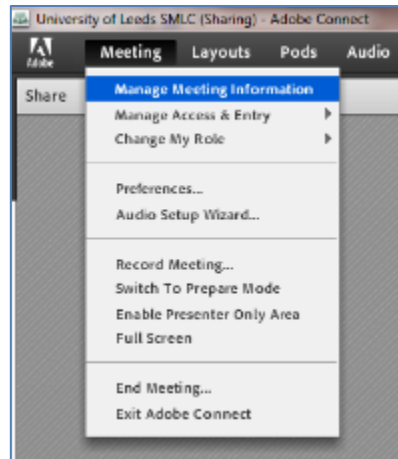 University of Leeds SMLC (Sharing) - Adobe Connect
Adobe Meeting Layouts Pods Audio
Share
Manage Meeting Information
Manage Access & Entry
Change My Role
Preferences...
Audio Setup Wizard...
Record Meeting...
Switch To Prepare Mode
Enable Presenter Only Area
Full Screen
End Meeting...
Exit Adobe Connect